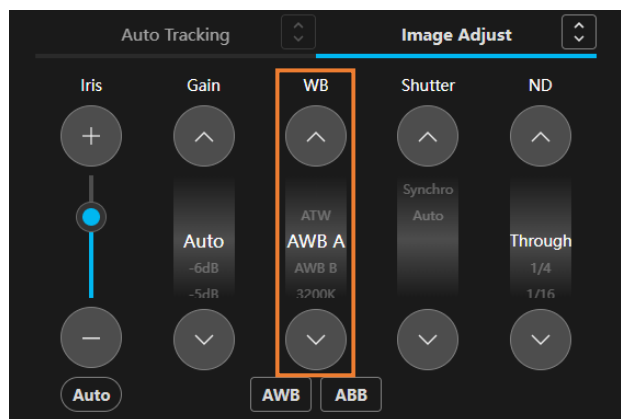 Auto Tracking
Image Adjust
Iris Gain WB Shutter ND
Synchro
ATW Auto
Auto AWB A Through
-6dB AWB B 1/4
-5dB 3200K 1/16
Auto AWB ABB